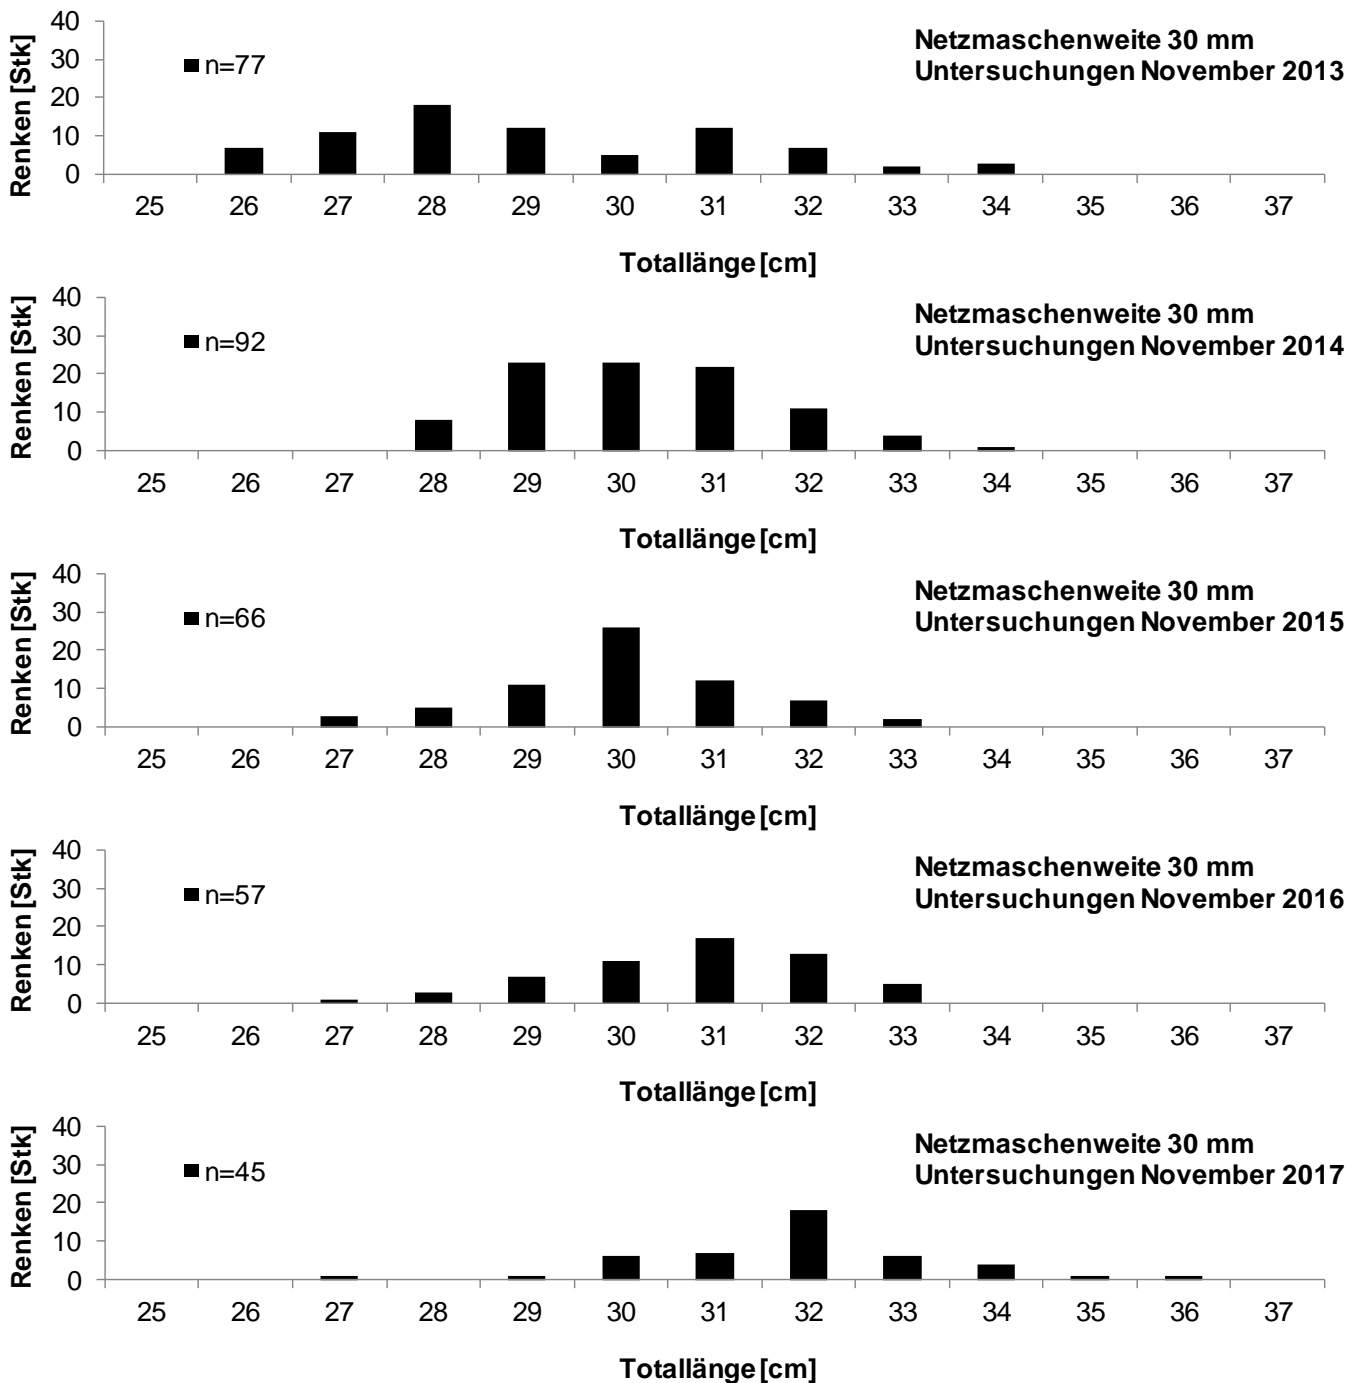 Renken [Stk]
40
30
20
10
0
n=77
Netzmaschenweite 30 mm
Untersuchungen November 2013
25 26 27 28 29 30 31 32 33 34 35 36 37
Totallänge [cm]
Renken [Stk]
40
30
20
10
0
n=92
Netzmaschenweite 30 mm
Untersuchungen November 2014
25 26 27 28 29 30 31 32 33 34 35 36 37
Totallänge [cm]
Renken [Stk]
40
30
20
10
0
n=66
Netzmaschenweite 30 mm
Untersuchungen November 2015
25 26 27 28 29 30 31 32 33 34 35 36 37
Totallänge [cm]
Renken [Stk]
40
30
20
10
0
n=57
Netzmaschenweite 30 mm
Untersuchungen November 2016
25 26 27 28 29 30 31 32 33 34 35 36 37
Totallänge [cm]
Renken [Stk]
40
30
20
10
0
n=45
Netzmaschenweite 30 mm
Untersuchungen November 2017
25 26 27 28 29 30 31 32 33 34 35 36 37
Totallänge [cm]